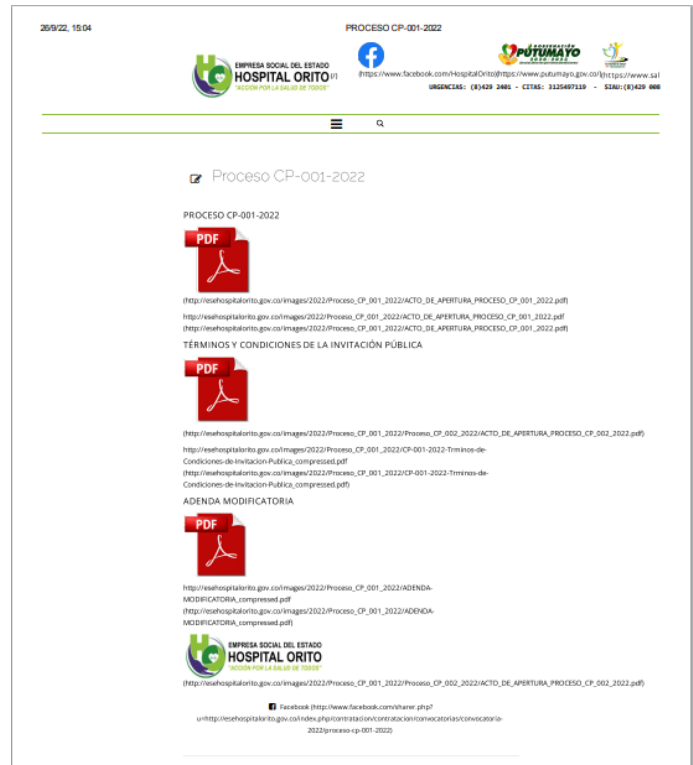 26/9/22, 15:04 PROCESO CP-001-2022
EMPRESA SOCIAL DEL ESTADO
HOSPITAL ORITO (/)
"ACCIÓN POR LA SALUD DE TODOS"
GOBERNACIÓN
PUTUMAYO
2020 - 2023
(https://www.facebook.com/HospitalOrito)(https://www.putumayo.gov.co/)(https://www.sal
URGENCIAS: (8)429 2401 - CITAS: 3125497119 - SIAU:(8)429 000
Proceso CP-001-2022
PROCESO CP-001-2022
PDF
(http://esehospitalorito.gov.co/images/2022/Proceso_CP_001_2022/ACTO_DE_APERTURA_PROCESO_CP_001_2022.pdf)
http://esehospitalorito.gov.co/images/2022/Proceso_CP_001_2022/ACTO_DE_APERTURA_PROCESO_CP_001_2022.pdf
(http://esehospitalorito.gov.co/images/2022/Proceso_CP_001_2022/ACTO_DE_APERTURA_PROCESO_CP_001_2022.pdf)
TÉRMINOS Y CONDICIONES DE LA INVITACIÓN PÚBLICA
PDF
(http://esehospitalorito.gov.co/images/2022/Proceso_CP_001_2022/Proceso_CP_002_2022/ACTO_DE_APERTURA_PROCESO_CP_002_2022.pdf)
http://esehospitalorito.gov.co/images/2022/Proceso_CP_001_2022/CP-001-2022-Trminos-de-
Condiciones-de-Invitacion-Publica_compressed.pdf
(http://esehospitalorito.gov.co/images/2022/Proceso_CP_001_2022/CP-001-2022-Trminos-de-
Condiciones-de-Invitacion-Publica_compressed.pdf)
ADENDA MODIFICATORIA
PDF
http://esehospitalorito.gov.co/images/2022/Proceso_CP_001_2022/ADENDA-
MODIFICATORIA_compressed.pdf
(http://esehospitalorito.gov.co/images/2022/Proceso_CP_001_2022/ADENDA-
MODIFICATORIA_compressed.pdf)
EMPRESA SOCIAL DEL ESTADO
HOSPITAL ORITO
"ACCIÓN POR LA SALUD DE TODOS"
(http://esehospitalorito.gov.co/images/2022/Proceso_CP_001_2022/Proceso_CP_002_2022/ACTO_DE_APERTURA_PROCESO_CP_002_2022.pdf)
Facebook (http://www.facebook.com/sharer.php?
u=http://esehospitalorito.gov.co/index.php/contratacion/contratacion/convocatorias/convocatoria-
2022/proceso-cp-001-2022)